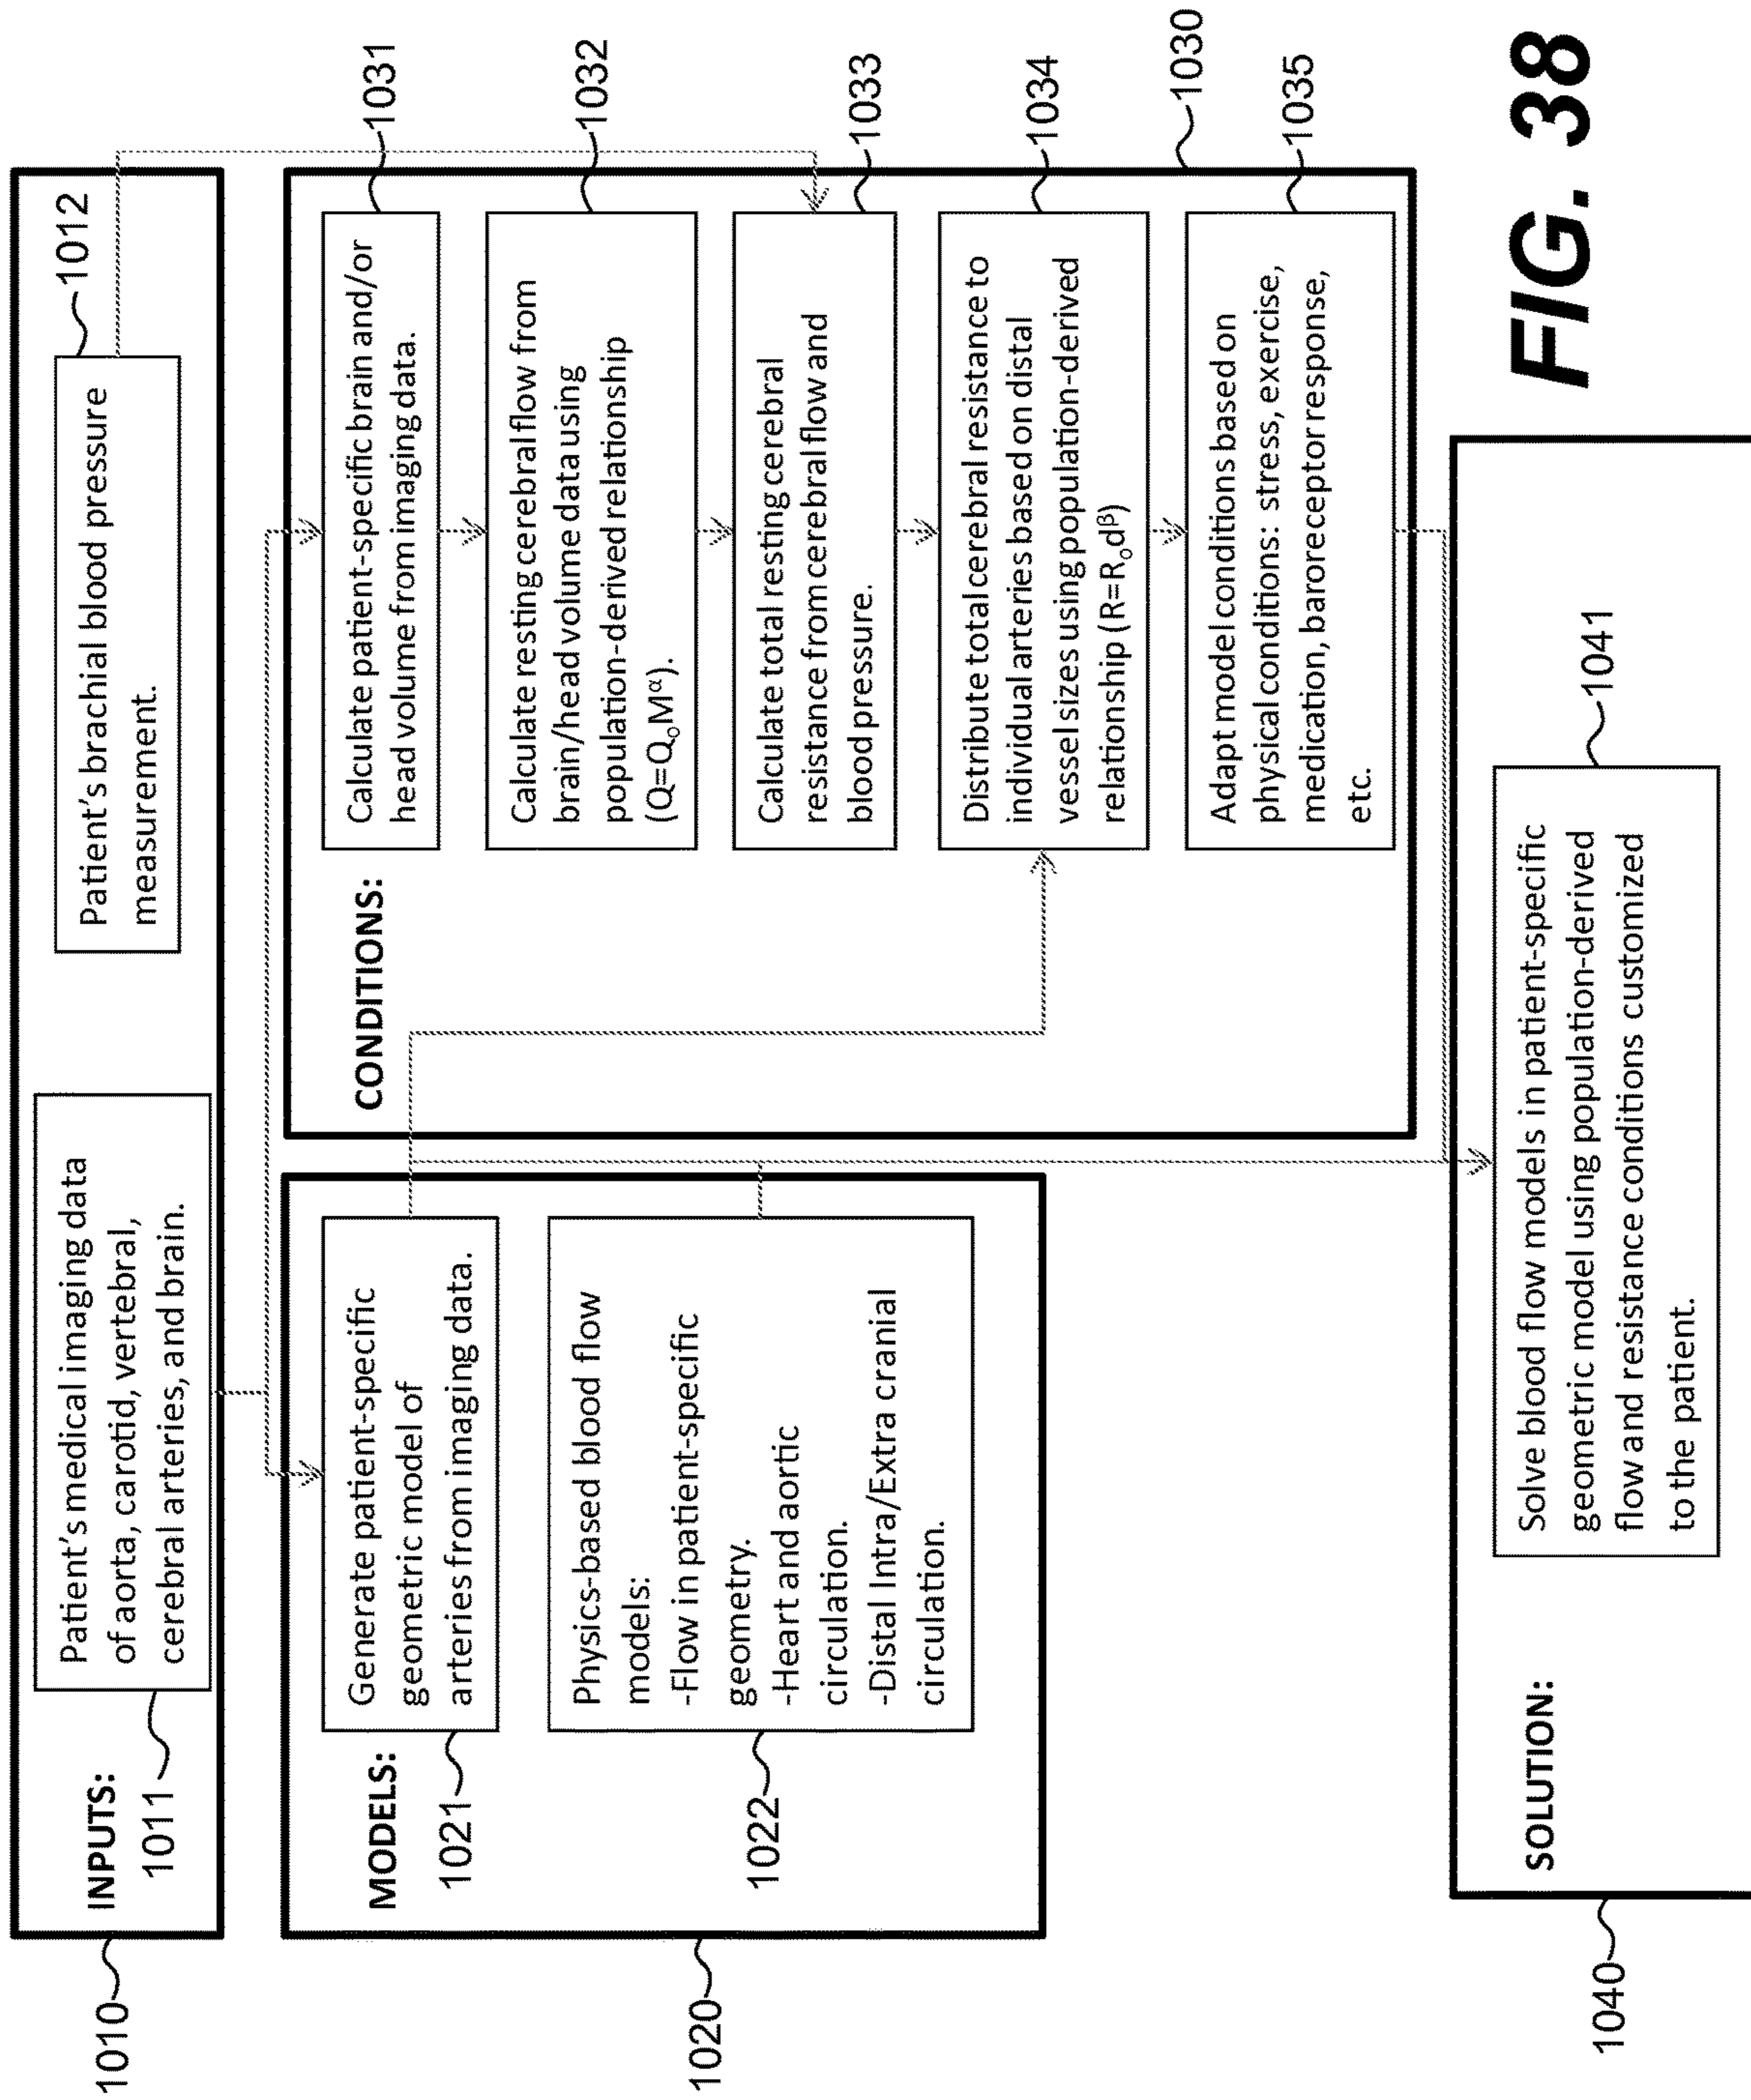 1010
INPUTS:
1011
Patient's medical imaging data
of aorta, carotid, vertebral,
cerebral arteries, and brain.
Patient's brachial blood pressure
measurement.
1012
1020
MODELS:
1021
Generate patient-specific
geometric model of
arteries from imaging data.
1022
Physics-based blood flow
models:
-Flow in patient-specific
geometry.
-Heart and aortic
circulation.
-Distal Intra/Extra cranial
circulation.
CONDITIONS:
Calculate patient-specific brain and/or
head volume from imaging data.
1031
Calculate resting cerebral flow from
brain/head volume data using
population-derived relationship
(Q=Q₀Mᵅ).
1032
Calculate total resting cerebral
resistance from cerebral flow and
blood pressure.
1033
Distribute total cerebral resistance to
individual arteries based on distal
vessel sizes using population-derived
relationship (R=R₀dᵝ)
1034
1030
Adapt model conditions based on
physical conditions: stress, exercise,
medication, baroreceptor response,
etc.
1035
1040
SOLUTION:
Solve blood flow models in patient-specific
geometric model using population-derived
flow and resistance conditions customized
to the patient.
1041
FIG. 38